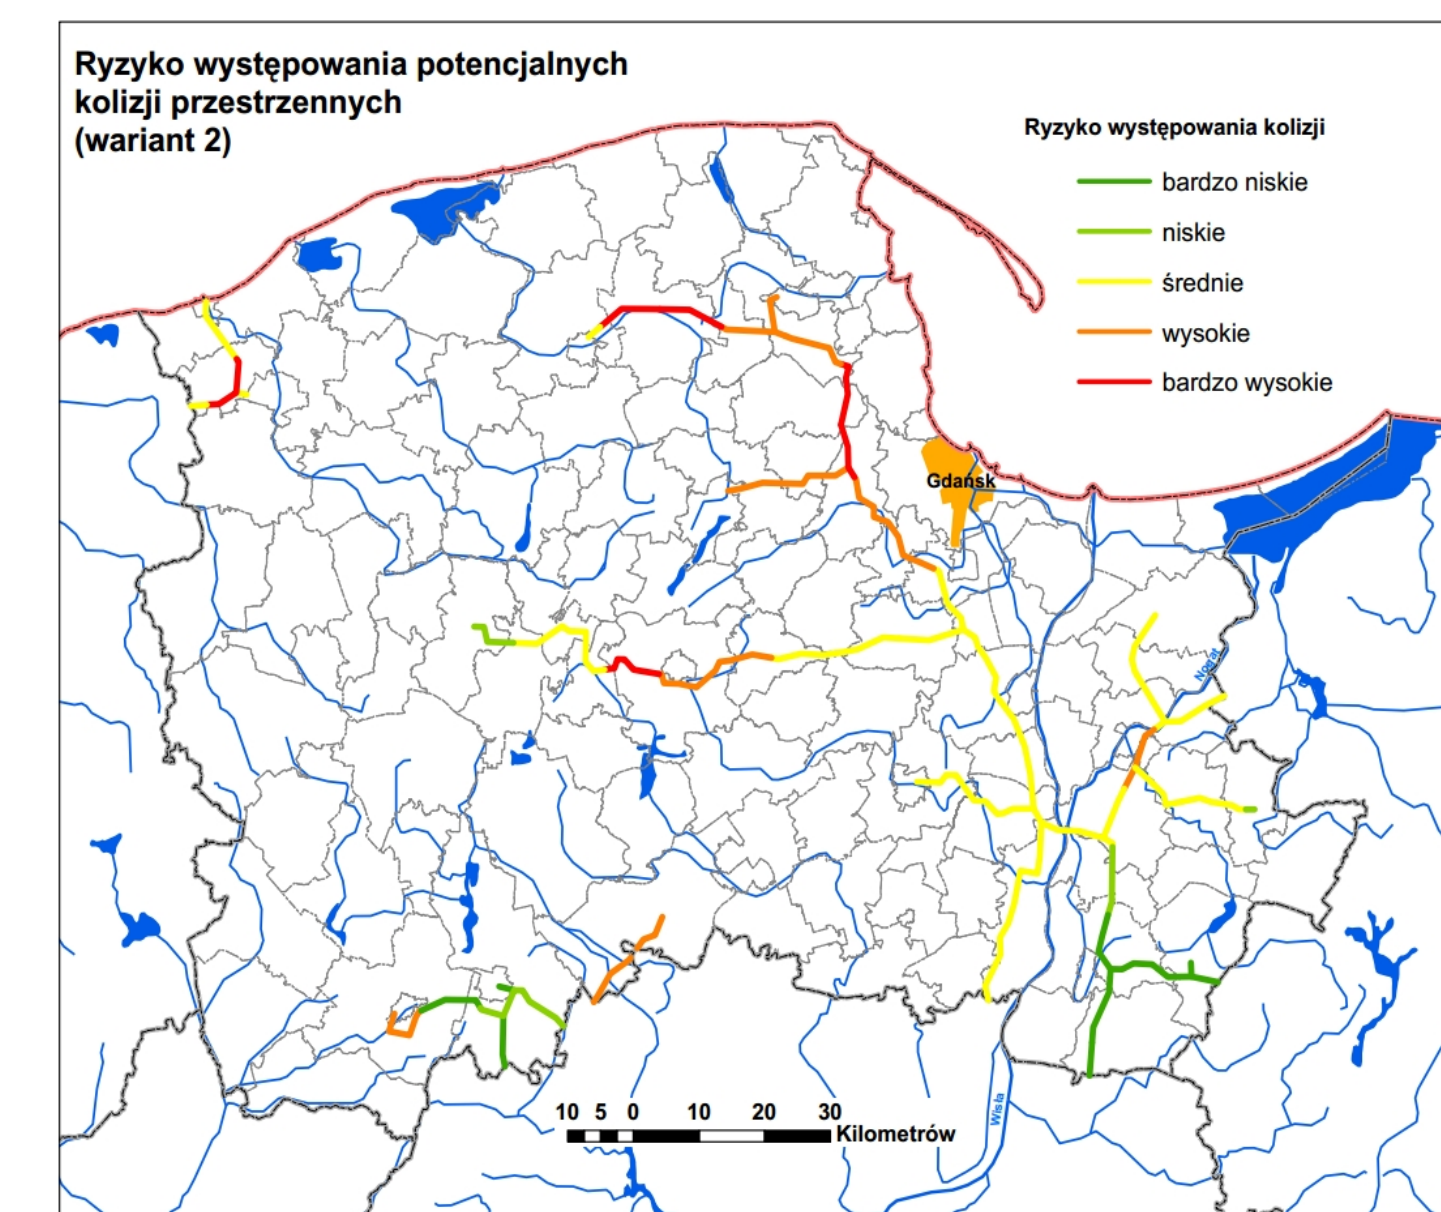 Ryzyko występowania potencjalnych
kolizji przestrzennych
(wariant 2)
Ryzyko występowania kolizji
bardzo niskie
niskie
średnie
wysokie
bardzo wysokie
Gdańsk
Nogat
Wisła
10 5 0 10 20 30
Kilometrów